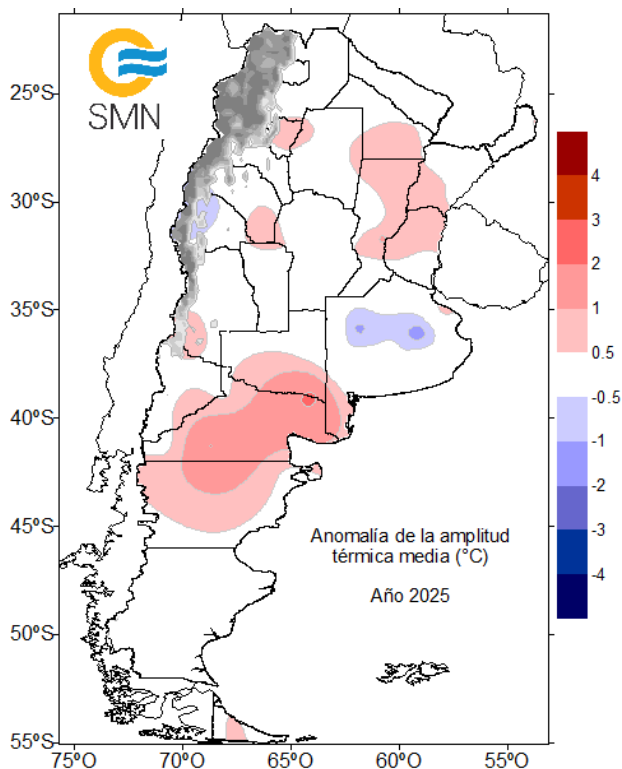 SMN
25ºS
30ºS
35ºS
40ºS
45ºS
50ºS
55ºS
75ºO
70ºO
65ºO
60ºO
55ºO
4
3
2
1
0.5
-0.5
-1
-2
-3
-4
Anomalía de la amplitud
térmica media (°C)
Año 2025